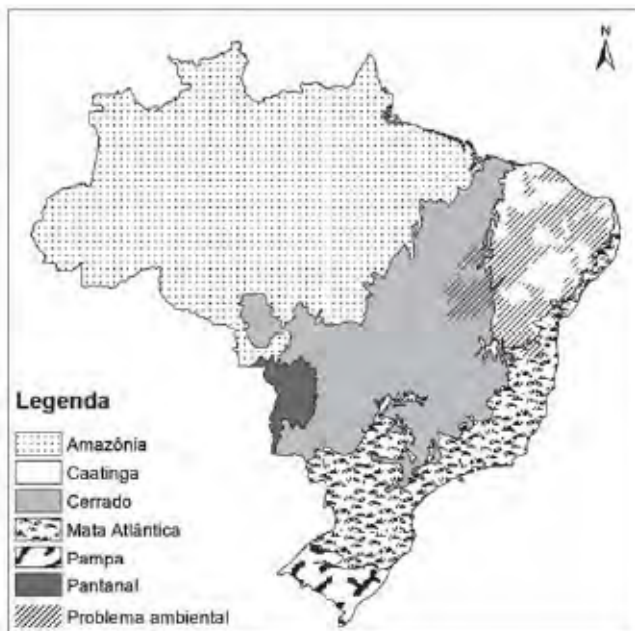 N
Legenda
Amazônia
Caatinga
Cerrado
Mata Atlântica
Pampa
Pantanal
Problema ambiental